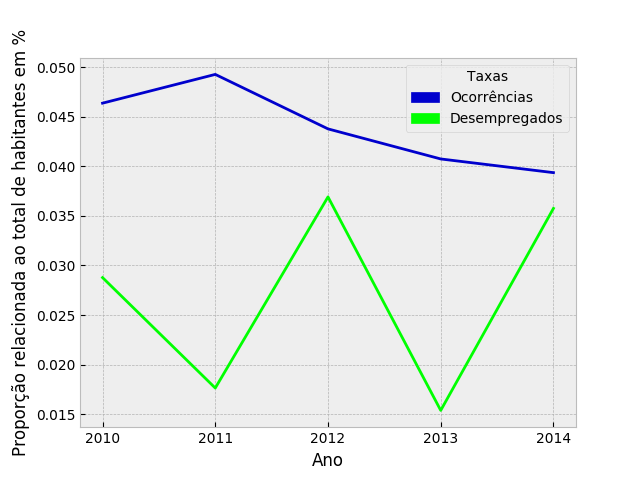 Proporção relacionada ao total de habitantes em %
0.050
0.045
0.040
0.035
0.030
0.025
0.020
0.015
Taxas
Ocorrências
Desempregados
2010 2011 2012 2013 2014
Ano